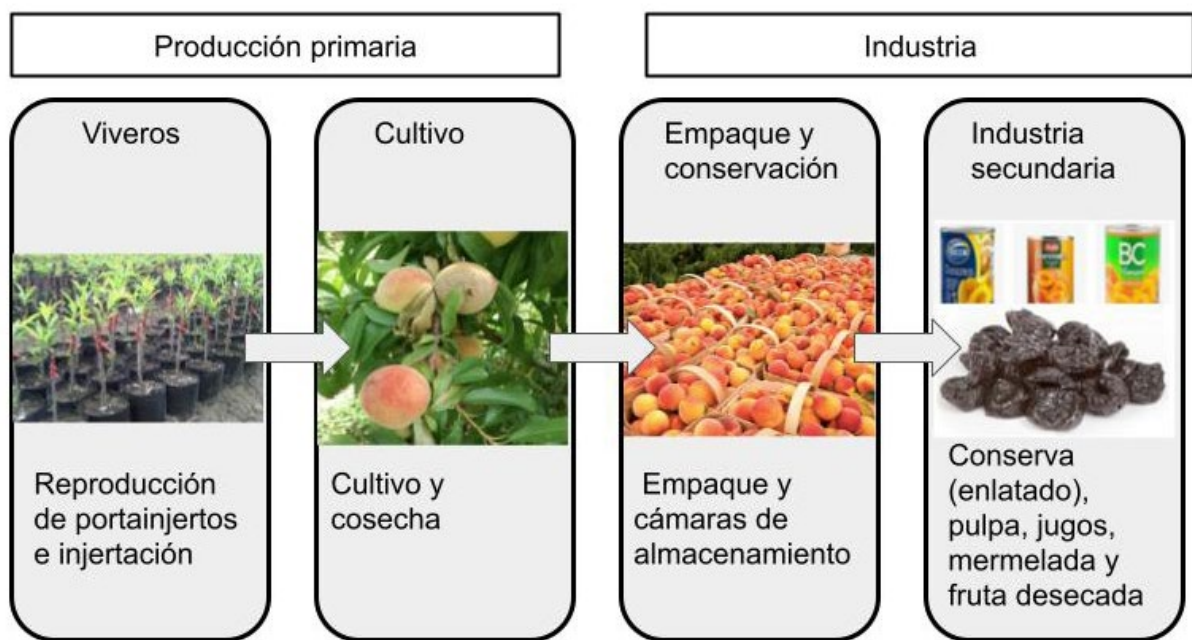 Producción primaria
Industria
Viveros
Reproducción
de portainjertos
e injertación
Cultivo
Cultivo y
cosecha
Empaque y
conservación
Empaque y
cámaras de
almacenamiento
Industria
secundaria
BC
Conserva
(enlatado),
pulpa, jugos,
mermelada y
fruta desecada